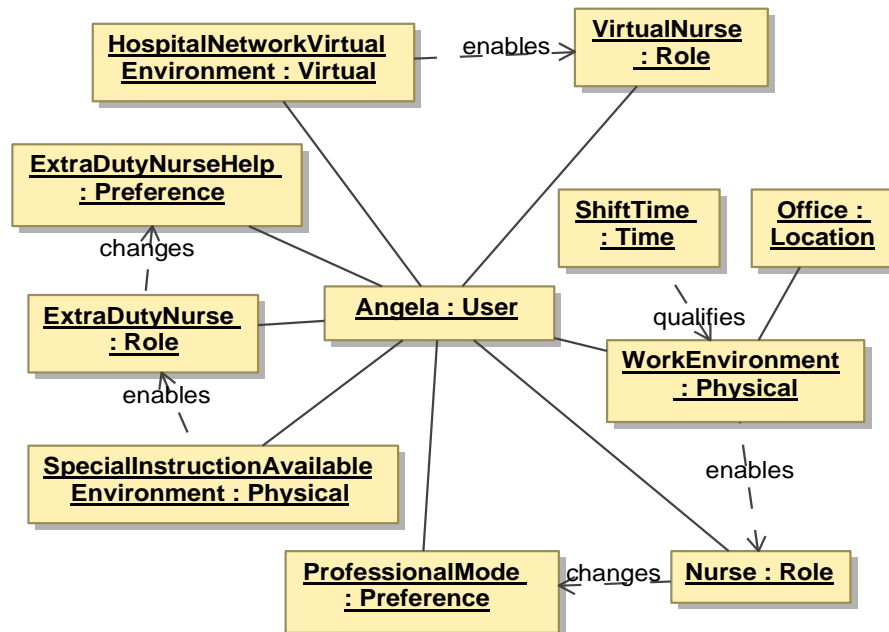 HospitalNetworkVirtual
Environment : Virtual
enables
VirtualNurse
: Role
ExtraDutyNurseHelp
: Preference
ShiftTime
: Time
Office :
Location
changes
Angela : User
ExtraDutyNurse
: Role
qualifies
WorkEnvironment
: Physical
enables
SpecialInstructionAvailable
Environment : Physical
enables
ProfessionalMode
: Preference
changes
Nurse : Role